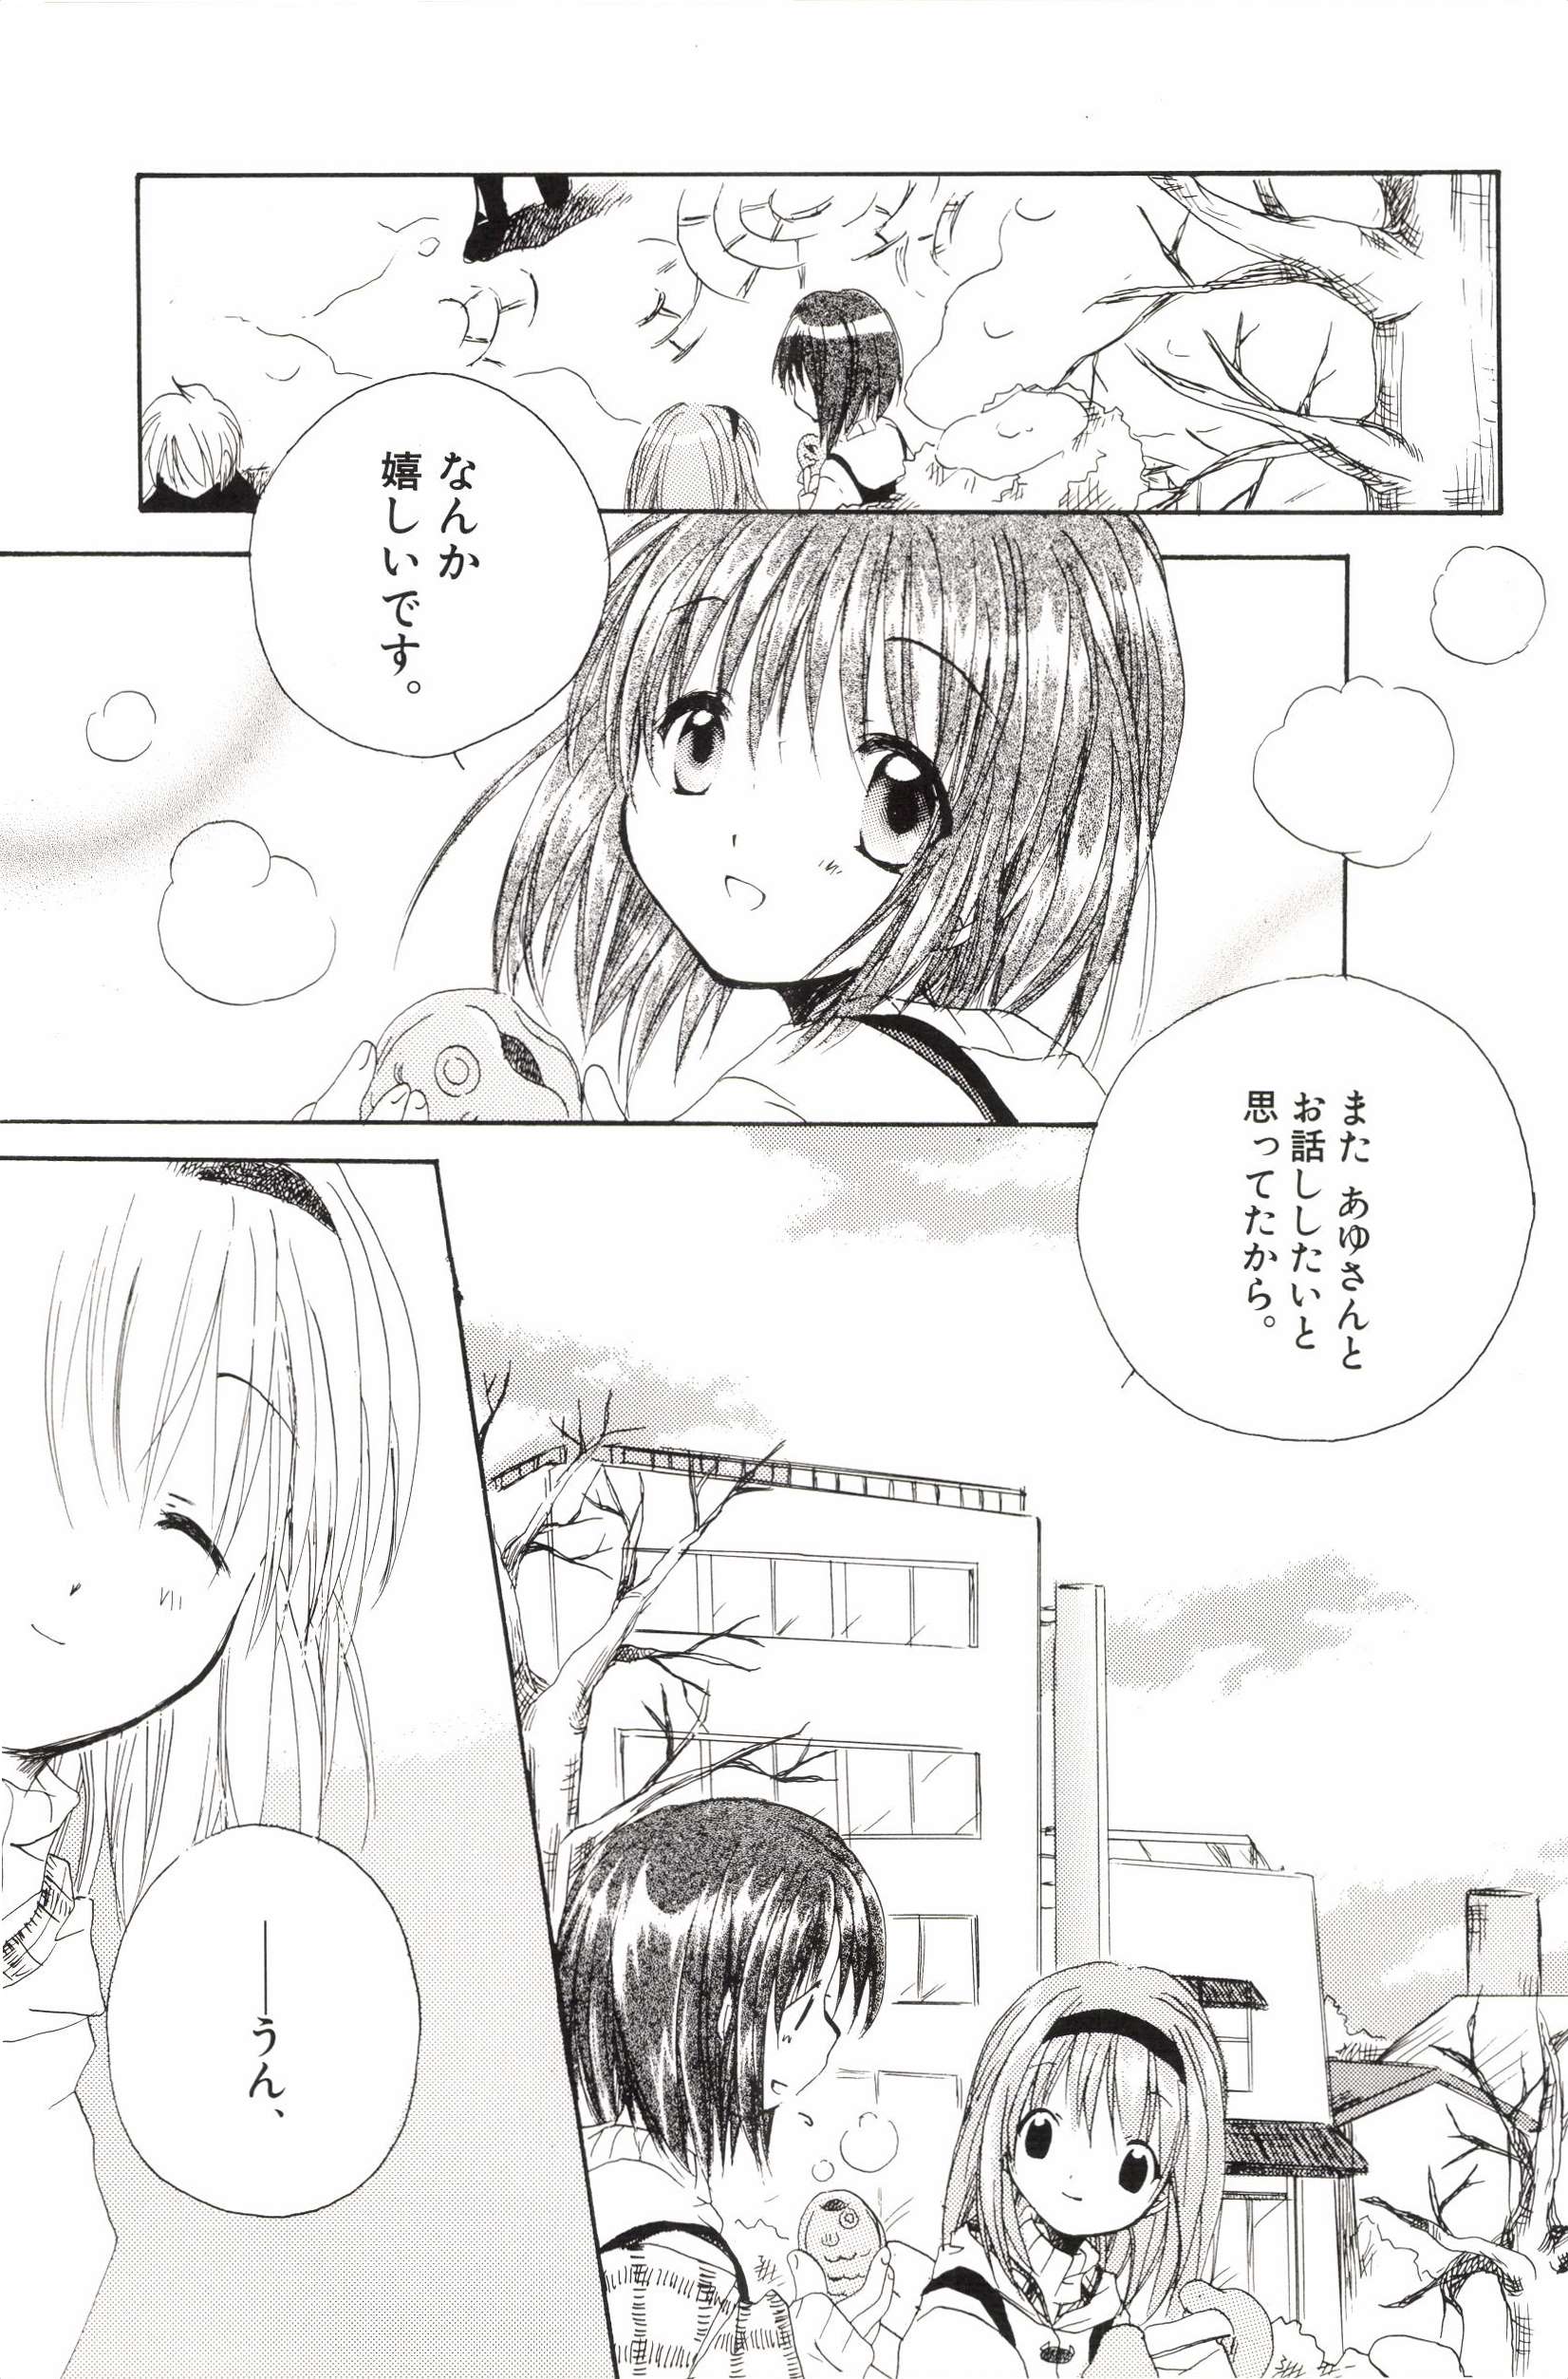 なんか
嬉しいです。
また あゆさんと
お話ししたいと
思ってたから。
――うん、